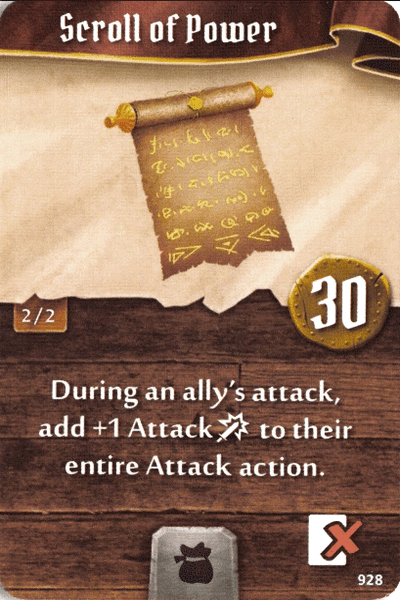 Scroll of Power
2/2
30
During an ally's attack,
add +1 Attack to their
entire Attack action.
928